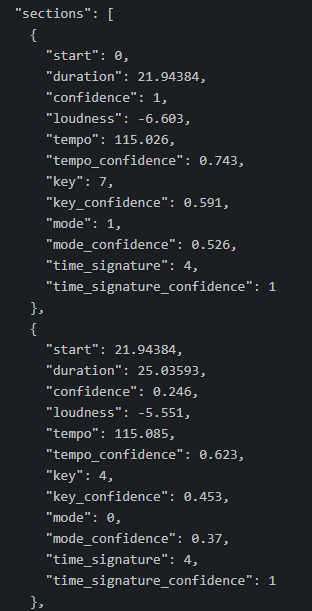 "sections": [
{
"start": 0,
"duration": 21.94384,
"confidence": 1,
"loudness": -6.603,
"tempo": 115.026,
"tempo_confidence": 0.743,
"key": 7,
"key_confidence": 0.591,
"mode": 1,
"mode_confidence": 0.526,
"time_signature": 4,
"time_signature_confidence": 1
},
{
"start": 21.94384,
"duration": 25.03593,
"confidence": 0.246,
"loudness": -5.551,
"tempo": 115.085,
"tempo_confidence": 0.623,
"key": 4,
"key_confidence": 0.453,
"mode": 0,
"mode_confidence": 0.37,
"time_signature": 4,
"time_signature_confidence": 1
},